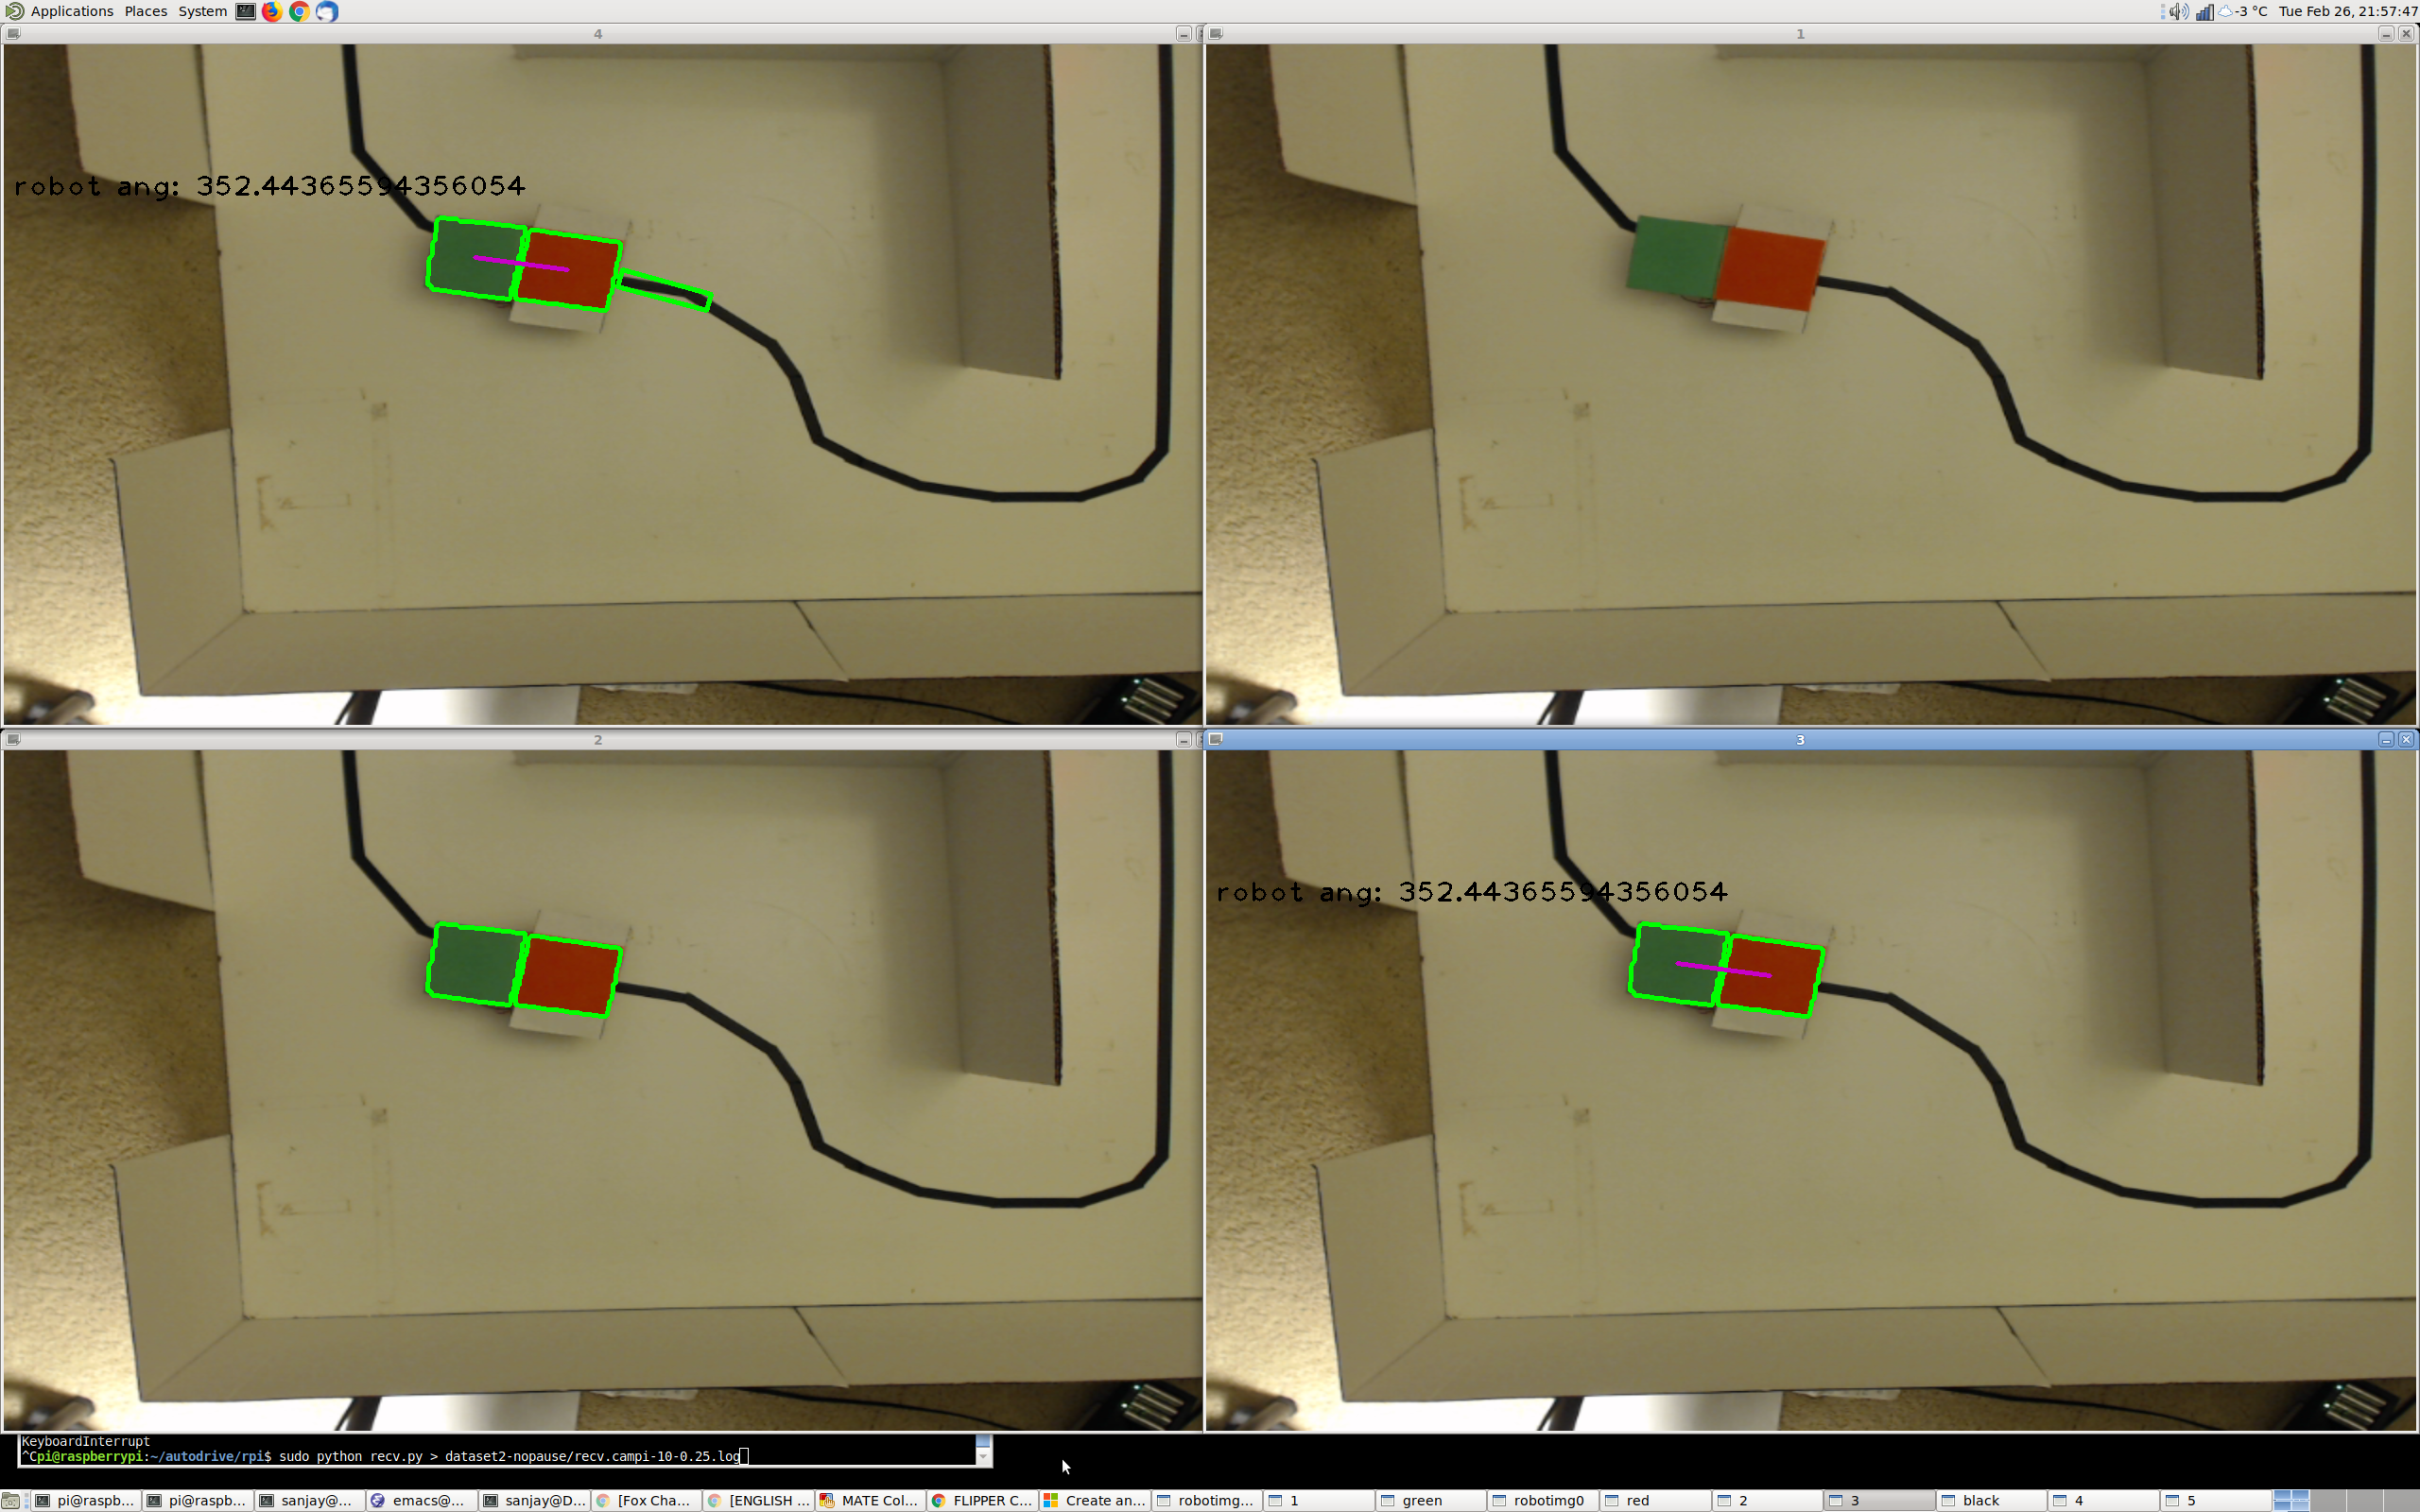 Applications Places System -3 °C Tue Feb 26, 21:57:47
4
1
robot ang: 352.44365594356054
2
3
robot ang: 352.44365594356054
KeyboardInterrupt
^Cpi@raspberrypi:~/autodrive/rpi$ sudo python recv.py > dataset2-nopause/recv.campi-10-0.25.log
pi@raspb... pi@raspb... sanjay@... emacs@... sanjay@D... [Fox Cha... [ENGLISH ... MATE Col... FLIPPER C... Create an... robotimg... 1 green robotimg0 red 2 3 black 4 5